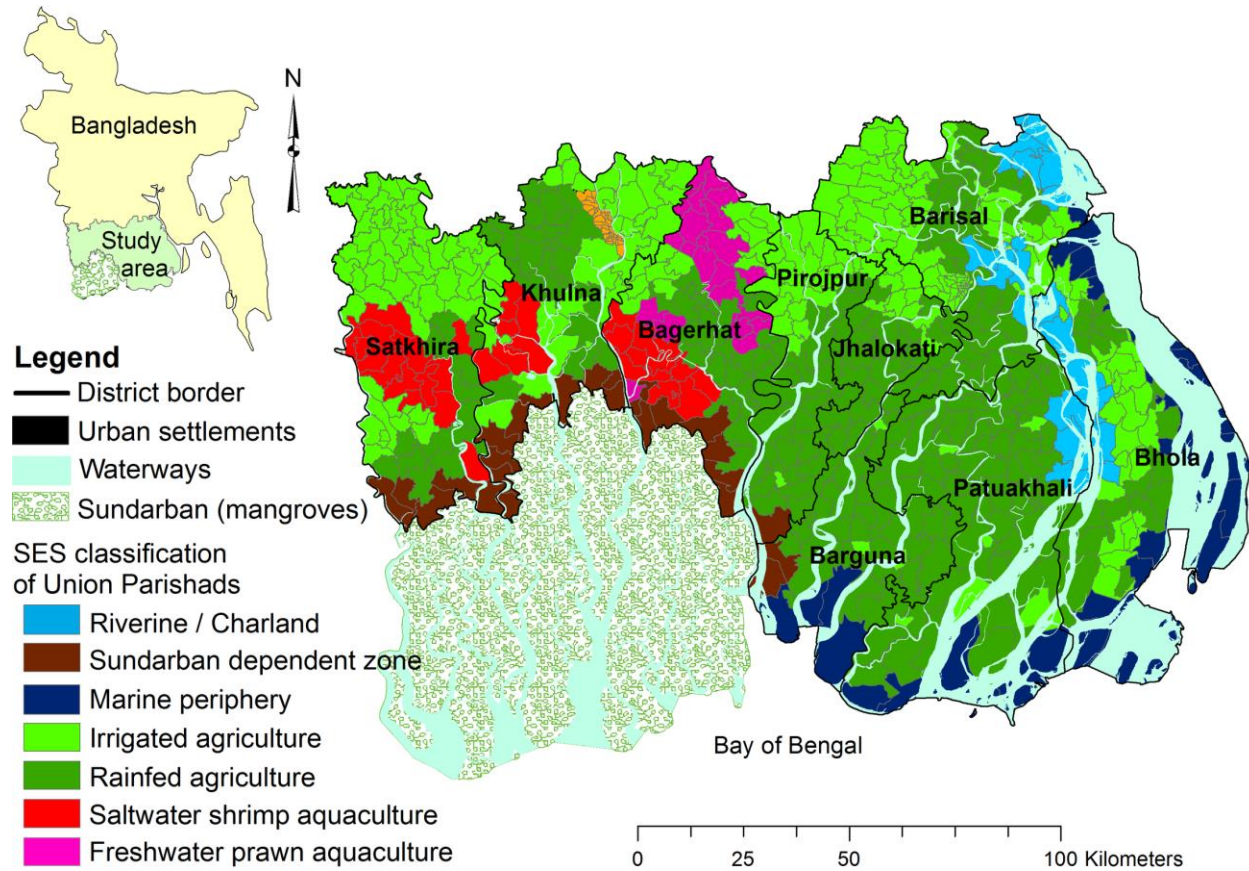 Bangladesh
Study
area
N
Legend
District border
Urban settlements
Waterways
Sundarban (mangroves)
SES classification
of Union Parishads
Riverine / Charland
Sundarban dependent zone
Marine periphery
Irrigated agriculture
Rainfed agriculture
Saltwater shrimp aquaculture
Freshwater prawn aquaculture
Barisal
Pirojpur
Khulna
Bagerhat
Satkhira
Jhalokati
Bhola
Patuakhali
Barguna
Bay of Bengal
0 25 50 100 Kilometers